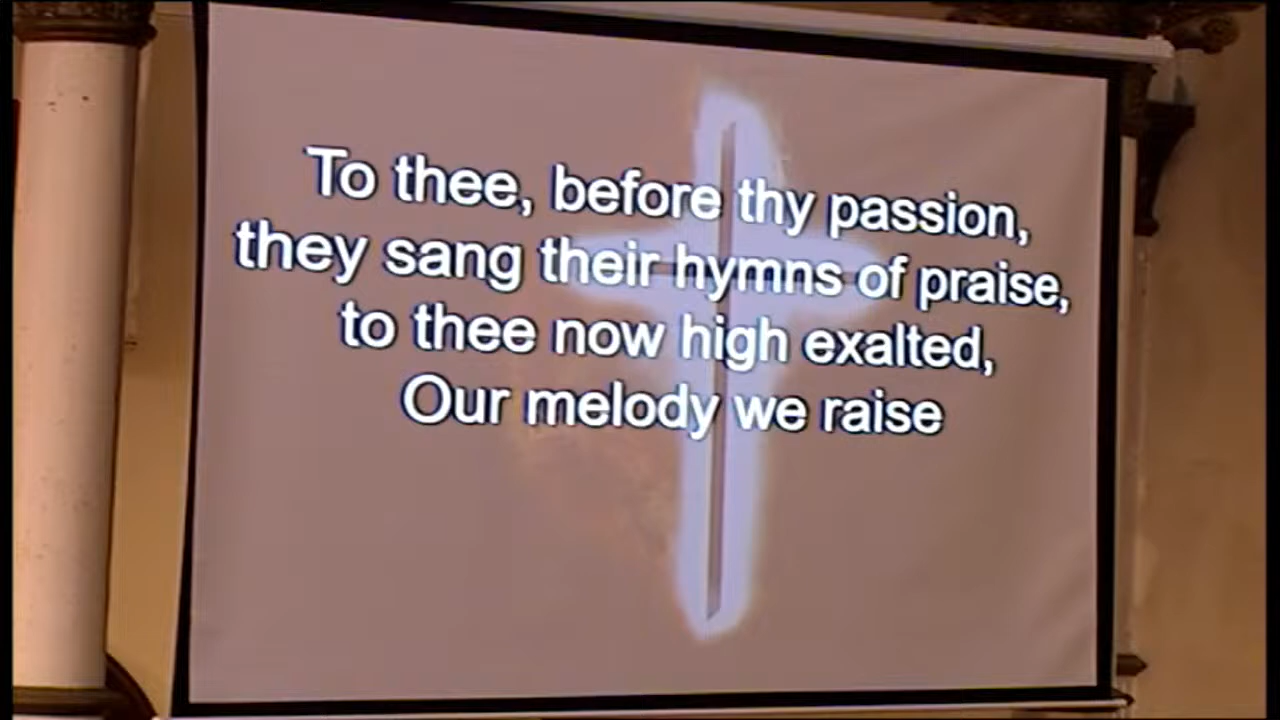 To thee, before thy passion,
they sang their hymns of praise,
to thee now high exalted,
Our melody we raise